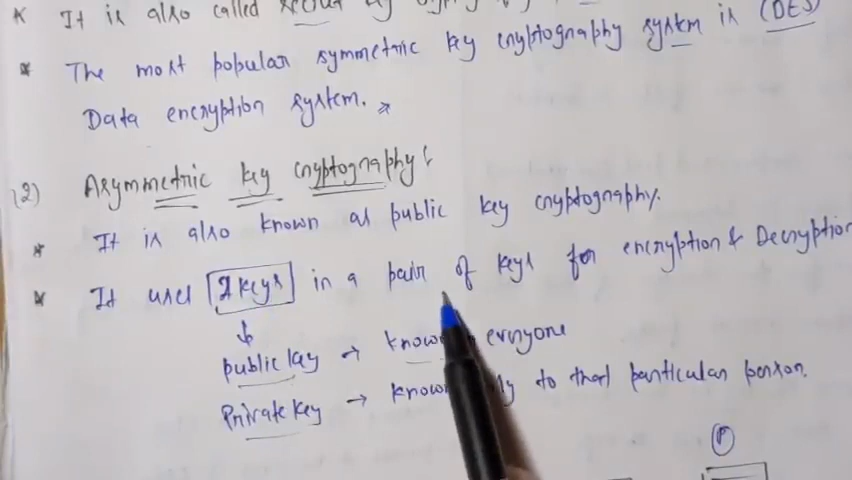 * It is also called
* The most popular symmetric key cryptography system is (DES)
Data encryption system.
(2) Asymmetric key cryptography:
* It is also known as public key cryptography.
* It uses 2 keys in a pair of keys for encryption & Decryption
public key → known everyone
Private key → known to that particular person.
P